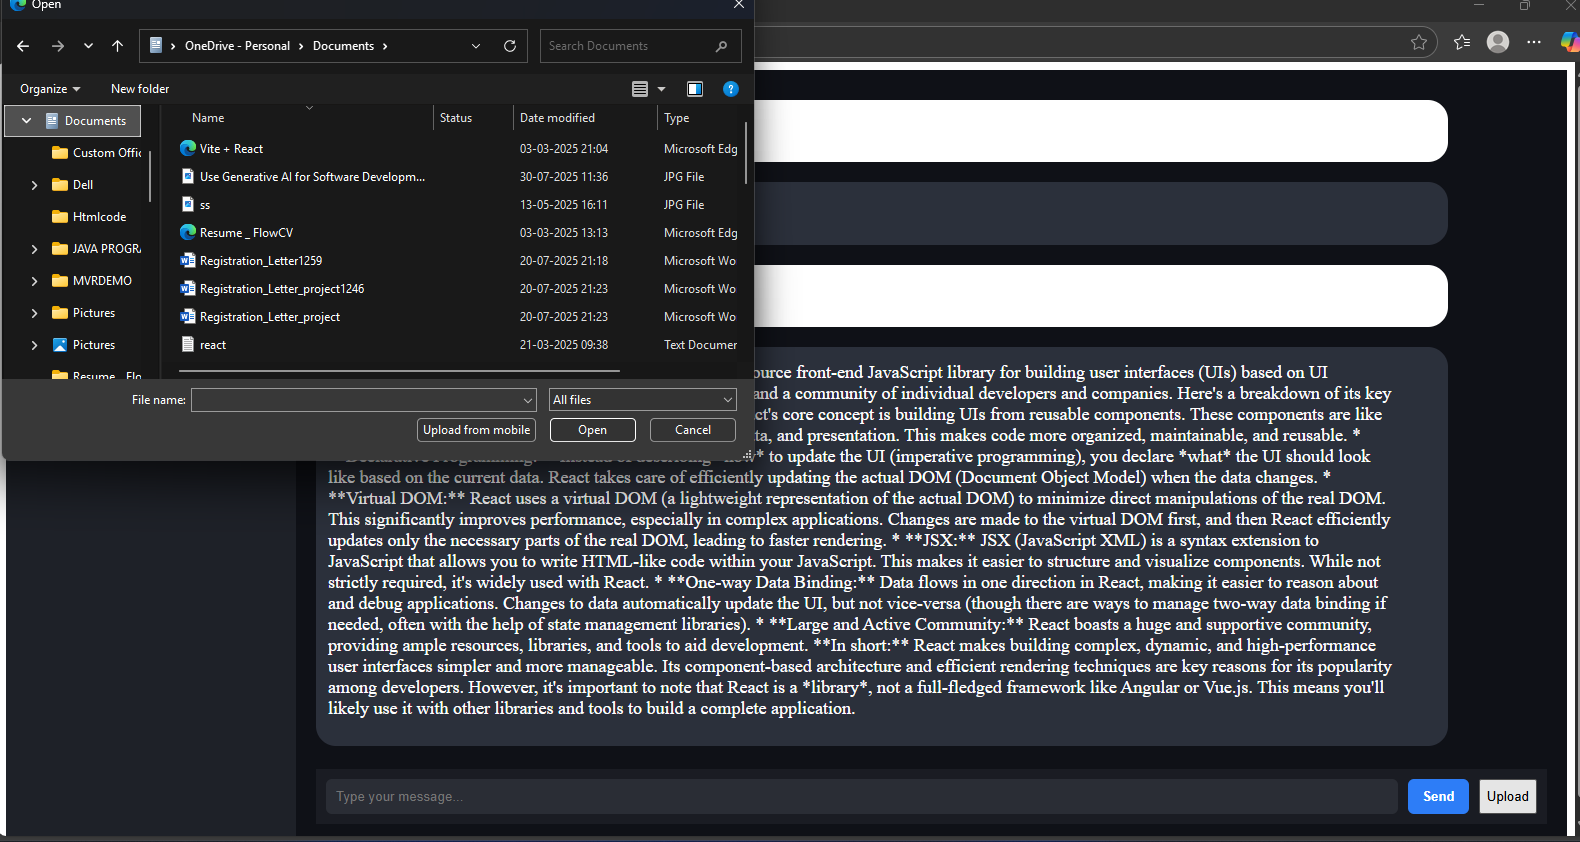 Open
OneDrive - Personal › Documents ›
Search Documents
Organize
New folder
Documents
Custom Offic
Dell
Htmlcode
JAVA PROGR
MVRDEMO
Pictures
Pictures
Resume Flo
Name Status Date modified Type
Vite + React 03-03-2025 21:04 Microsoft Edg
Use Generative AI for Software Developm... 30-07-2025 11:36 JPG File
ss 13-05-2025 16:11 JPG File
Resume _ FlowCV 03-03-2025 13:13 Microsoft Edg
Registration_Letter1259 20-07-2025 21:18 Microsoft Wo
Registration_Letter_project1246 20-07-2025 21:23 Microsoft Wo
Registration_Letter_project 20-07-2025 21:23 Microsoft Wo
react 21-03-2025 09:38 Text Documer
File name:
All files
Upload from mobile
Open
Cancel
ource front-end JavaScript library for building user interfaces (UIs) based on UI
and a community of individual developers and companies. Here's a breakdown of its key
ct's core concept is building UIs from reusable components. These components are like
ta, and presentation. This makes code more organized, maintainable, and reusable. *
* to update the UI (imperative programming), you declare *what* the UI should look
like based on the current data. React takes care of efficiently updating the actual DOM (Document Object Model) when the data changes. *
**Virtual DOM:** React uses a virtual DOM (a lightweight representation of the actual DOM) to minimize direct manipulations of the real DOM.
This significantly improves performance, especially in complex applications. Changes are made to the virtual DOM first, and then React efficiently
updates only the necessary parts of the real DOM, leading to faster rendering. * **JSX:** JSX (JavaScript XML) is a syntax extension to
JavaScript that allows you to write HTML-like code within your JavaScript. This makes it easier to structure and visualize components. While not
strictly required, it's widely used with React. * **One-way Data Binding:** Data flows in one direction in React, making it easier to reason about
and debug applications. Changes to data automatically update the UI, but not vice-versa (though there are ways to manage two-way data binding if
needed, often with the help of state management libraries). * **Large and Active Community:** React boasts a huge and supportive community,
providing ample resources, libraries, and tools to aid development. **In short:** React makes building complex, dynamic, and high-performance
user interfaces simpler and more manageable. Its component-based architecture and efficient rendering techniques are key reasons for its popularity
among developers. However, it's important to note that React is a *library*, not a full-fledged framework like Angular or Vue.js. This means you'll
likely use it with other libraries and tools to build a complete application.
Type your message...
Send
Upload